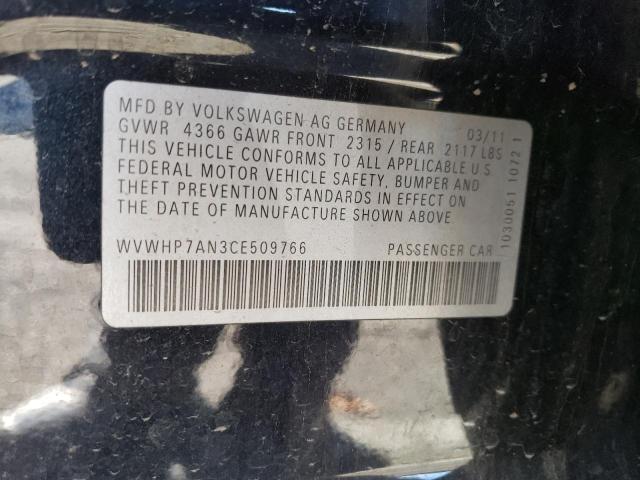 MFD BY VOLKSWAGEN AG GERMANY 03/11
GVWR 4366 GAWR FRONT 2315 / REAR 2117 LBS
THIS VEHICLE CONFORMS TO ALL APPLICABLE U S
FEDERAL MOTOR VEHICLE SAFETY, BUMPER AND
THEFT PREVENTION STANDARDS IN EFFECT ON
THE DATE OF MANUFACTURE SHOWN ABOVE
WVWHP7AN3CE509766 PASSENGER CAR
1030051 1072 1